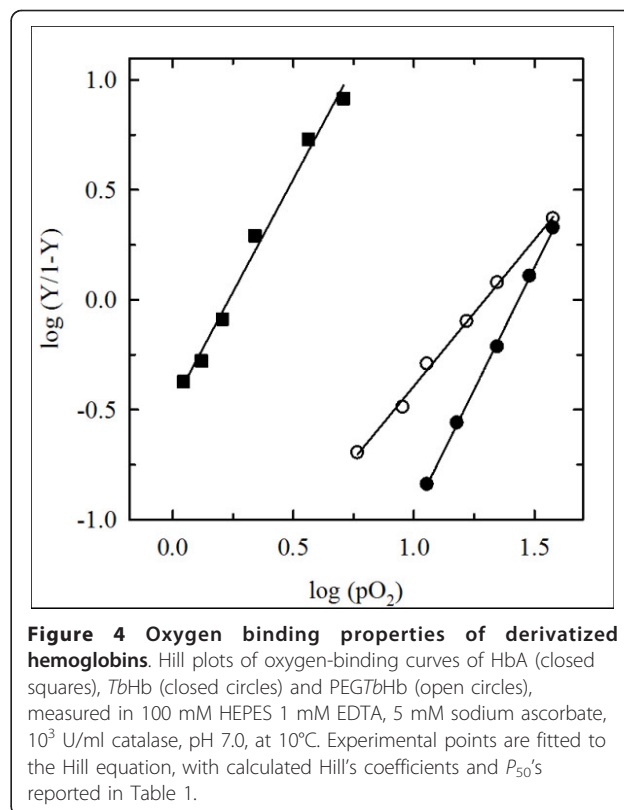 1.0
0.5
0.0
-0.5
-1.0
log (Y/1-Y)
0.0 0.5 1.0 1.5
log (pO₂)
Figure 4 Oxygen binding properties of derivatized
hemoglobins. Hill plots of oxygen-binding curves of HbA (closed
squares), TbHb (closed circles) and PEGTbHb (open circles),
measured in 100 mM HEPES 1 mM EDTA, 5 mM sodium ascorbate,
10³ U/ml catalase, pH 7.0, at 10°C. Experimental points are fitted to
the Hill equation, with calculated Hill's coefficients and P₅₀'s
reported in Table 1.